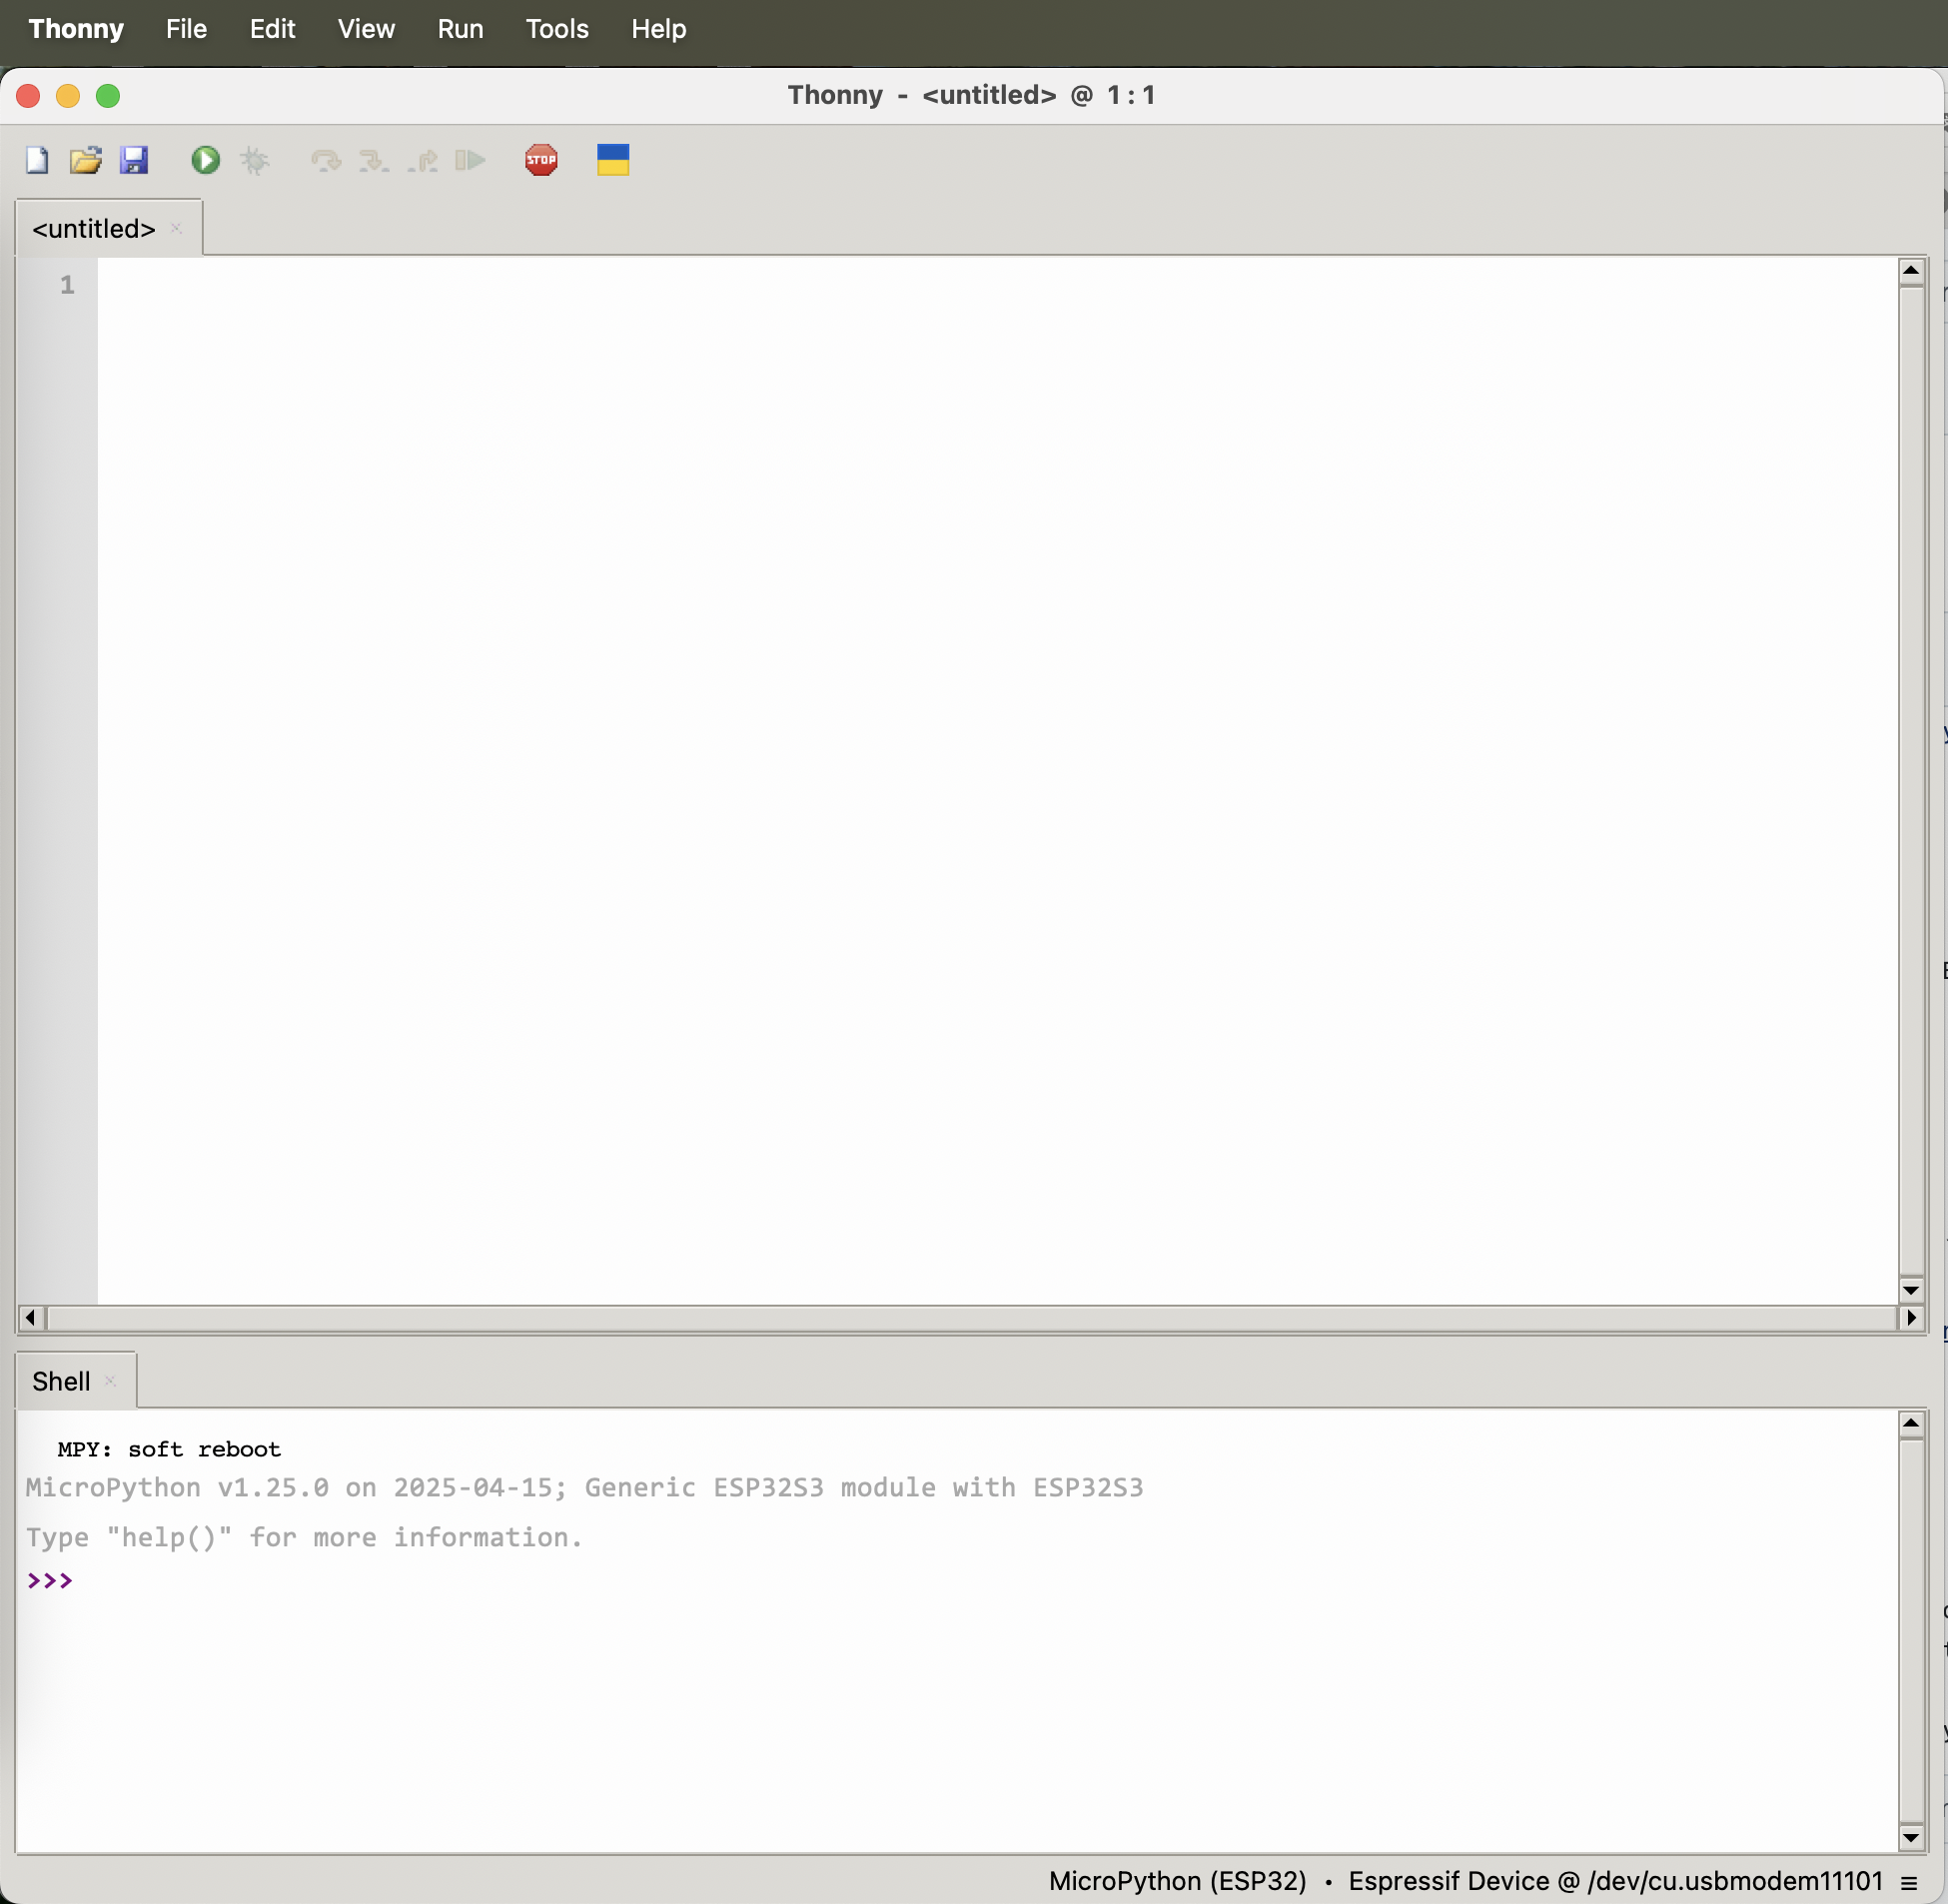 Thonny File Edit View Run Tools Help
Thonny - <untitled> @ 1:1
STOP
<untitled>
1
Shell
MPY: soft reboot
MicroPython v1.25.0 on 2025-04-15; Generic ESP32S3 module with ESP32S3
Type "help()" for more information.
>>>
MicroPython (ESP32) • Espressif Device @ /dev/cu.usbmodem11101 ≡